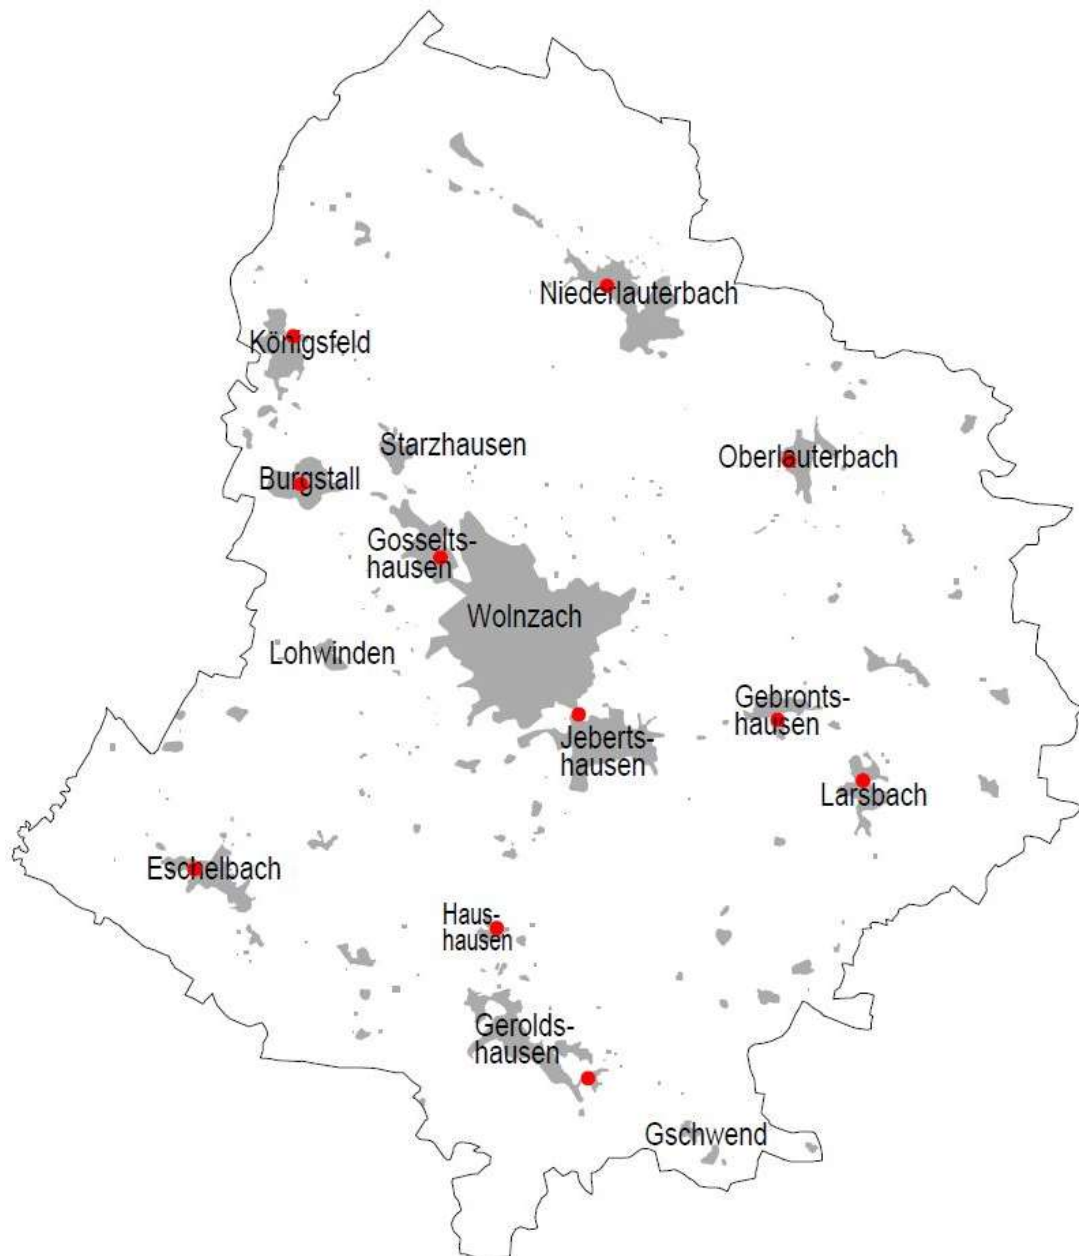 Niederlauterbach
Königsfeld
Starzhausen
Oberlauterbach
Burgstall
Gosselts-
hausen
Wolnzach
Lohwinden
Gebronts-
hausen
Jeberts-
hausen
Larsbach
Eschelbach
Haus-
hausen
Gerolds-
hausen
Gschwend